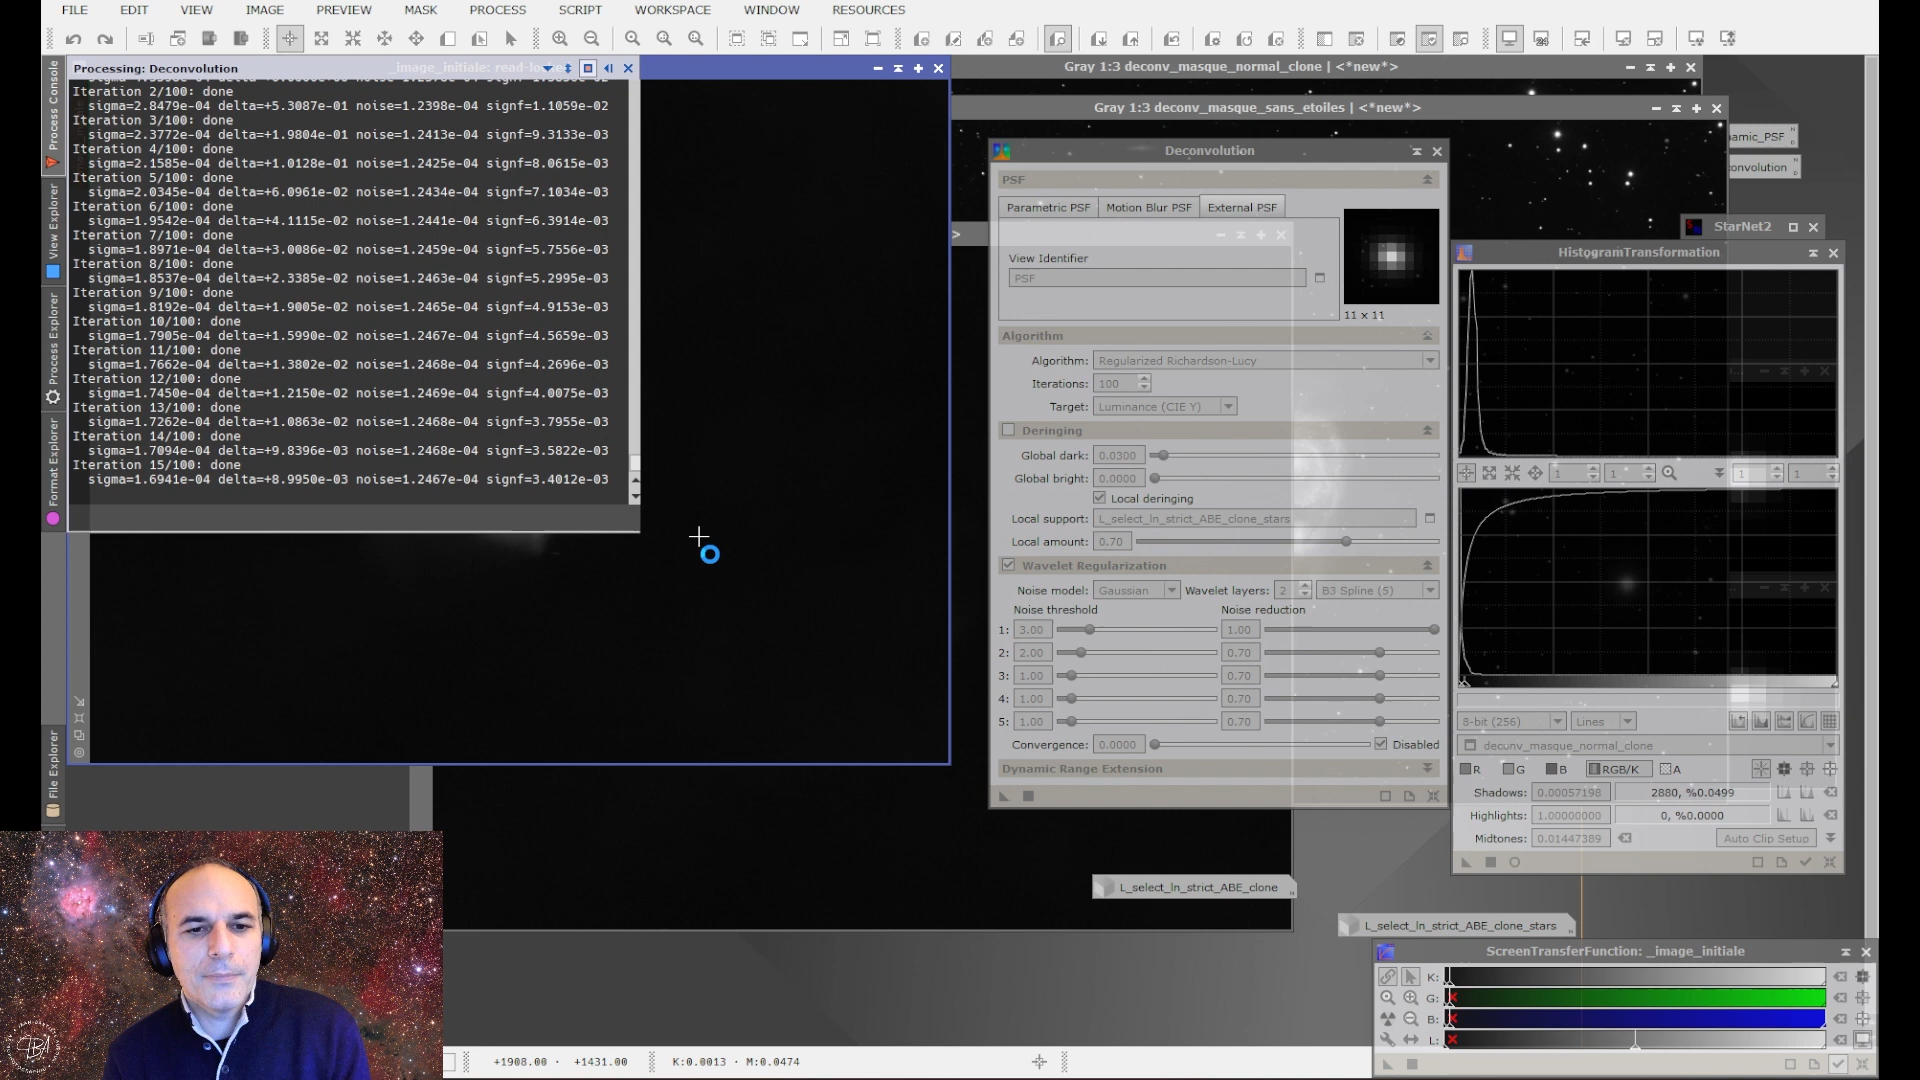 FILE EDIT VIEW IMAGE PREVIEW MASK PROCESS SCRIPT WORKSPACE WINDOW RESOURCES
Processing: Deconvolution
_image_initiale: read-locked
Gray 1:3 deconv_masque_normal_clone | <*new*>
Gray 1:3 deconv_masque_sans_etoiles | <*new*>
Process Console
View Explorer
Process Explorer
Format Explorer
File Explorer
Iteration 2/100: done
sigma=2.8479e-04 delta=+5.3087e-01 noise=1.2398e-04 signf=1.1059e-02
Iteration 3/100: done
sigma=2.3772e-04 delta=+1.9804e-01 noise=1.2413e-04 signf=9.3133e-03
Iteration 4/100: done
sigma=2.1585e-04 delta=+1.0128e-01 noise=1.2425e-04 signf=8.0615e-03
Iteration 5/100: done
sigma=2.0345e-04 delta=+6.0961e-02 noise=1.2434e-04 signf=7.1034e-03
Iteration 6/100: done
sigma=1.9542e-04 delta=+4.1115e-02 noise=1.2441e-04 signf=6.3914e-03
Iteration 7/100: done
sigma=1.8971e-04 delta=+3.0086e-02 noise=1.2459e-04 signf=5.7556e-03
Iteration 8/100: done
sigma=1.8537e-04 delta=+2.3385e-02 noise=1.2463e-04 signf=5.2995e-03
Iteration 9/100: done
sigma=1.8192e-04 delta=+1.9005e-02 noise=1.2465e-04 signf=4.9153e-03
Iteration 10/100: done
sigma=1.7905e-04 delta=+1.5990e-02 noise=1.2467e-04 signf=4.5659e-03
Iteration 11/100: done
sigma=1.7662e-04 delta=+1.3802e-02 noise=1.2468e-04 signf=4.2696e-03
Iteration 12/100: done
sigma=1.7450e-04 delta=+1.2150e-02 noise=1.2469e-04 signf=4.0075e-03
Iteration 13/100: done
sigma=1.7262e-04 delta=+1.0863e-02 noise=1.2468e-04 signf=3.7955e-03
Iteration 14/100: done
sigma=1.7094e-04 delta=+9.8396e-03 noise=1.2468e-04 signf=3.5822e-03
Iteration 15/100: done
sigma=1.6941e-04 delta=+8.9950e-03 noise=1.2467e-04 signf=3.4012e-03
Deconvolution
PSF
Parametric PSF Motion Blur PSF External PSF
View Identifier
PSF
11 x 11
Algorithm
Algorithm: Regularized Richardson-Lucy
Iterations: 100
Target: Luminance (CIE Y)
Deringing
Global dark: 0.0300
Global bright: 0.0000
Local deringing
Local support: L_select_ln_strict_ABE_clone_stars
Local amount: 0.70
Wavelet Regularization
Noise model: Gaussian Wavelet layers: 2 B3 Spline (5)
Noise threshold Noise reduction
1: 3.00 1.00
2: 2.00 0.70
3: 1.00 0.70
4: 1.00 0.70
5: 1.00 0.70
Convergence: 0.0000 Disabled
Dynamic Range Extension
amic_PSF
onvolution
StarNet2
HistogramTransformation
1 1 1 1
8-bit (256) Lines
deconv_masque_normal_clone
R G B RGB/K A
Shadows: 0.00057198 2880, %0.0499
Highlights: 1.00000000 0, %0.0000
Midtones: 0.01447389 Auto Clip Setup
L_select_ln_strict_ABE_clone
L_select_ln_strict_ABE_clone_stars
ScreenTransferFunction: _image_initiale
K:
G:
B:
L:
+1908.00 · +1431.00 K:0.0013 · M:0.0474